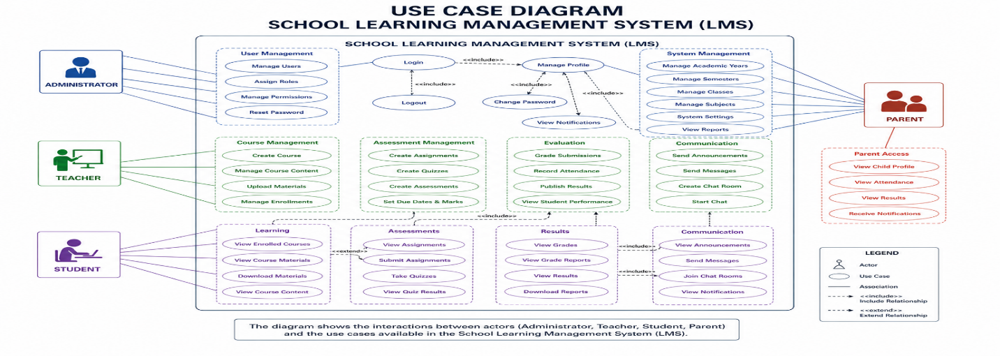 USE CASE DIAGRAM
SCHOOL LEARNING MANAGEMENT SYSTEM (LMS)
SCHOOL LEARNING MANAGEMENT SYSTEM (LMS)
ADMINISTRATOR
User Management
Manage Users
Assign Roles
Manage Permissions
Reset Password
Login
<<include>>
Logout
<<include>>
Manage Profile
<<include>>
Change Password
<<include>>
View Notifications
System Management
Manage Academic Years
Manage Semesters
Manage Classes
Manage Subjects
System Settings
View Reports
PARENT
TEACHER
Course Management
Create Course
Manage Course Content
Upload Materials
Manage Enrollments
Assessment Management
Create Assignments
Create Quizzes
Create Assessments
Set Due Dates & Marks
Evaluation
Grade Submissions
Record Attendance
Publish Results
View Student Performance
Communication
Send Announcements
Send Messages
Create Chat Room
Start Chat
Parent Access
View Child Profile
View Attendance
View Results
Receive Notifications
<<include>>
STUDENT
Learning
View Enrolled Courses
View Course Materials
Download Materials
View Course Content
<<extend>>
Assessments
View Assignments
Submit Assignments
Take Quizzes
View Quiz Results
Results
View Grades
View Grade Reports
View Results
Download Reports
<<include>>
<<include>>
Communication
View Announcements
Send Messages
Join Chat Rooms
View Notifications
LEGEND
Actor
Use Case
Association
<<include>>
Include Relationship
<<extend>>
Extend Relationship
The diagram shows the interactions between actors (Administrator, Teacher, Student, Parent)
and the use cases available in the School Learning Management System (LMS).